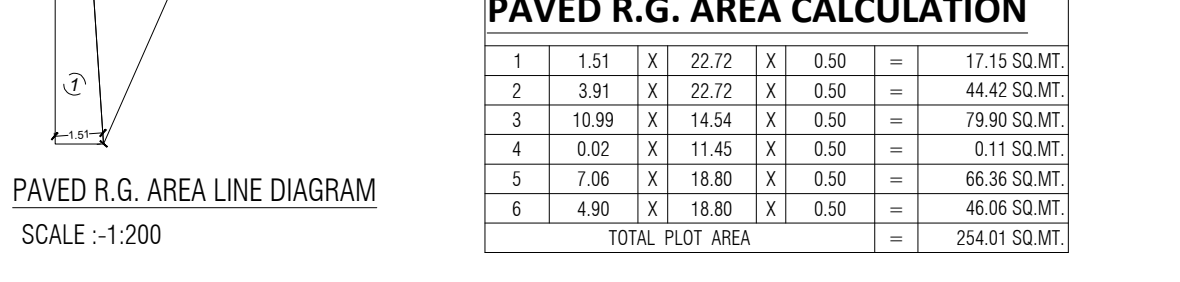 PAVED R.G. AREA CALCULATION
1 1.51 X 22.72 X 0.50 = 17.15 SQ.MT.
2 3.91 X 22.72 X 0.50 = 44.42 SQ.MT.
3 10.99 X 14.54 X 0.50 = 79.90 SQ.MT.
4 0.02 X 11.45 X 0.50 = 0.11 SQ.MT.
5 7.06 X 18.80 X 0.50 = 66.36 SQ.MT.
6 4.90 X 18.80 X 0.50 = 46.06 SQ.MT.
TOTAL PLOT AREA = 254.01 SQ.MT.
1
1.51
PAVED R.G. AREA LINE DIAGRAM
SCALE :-1:200